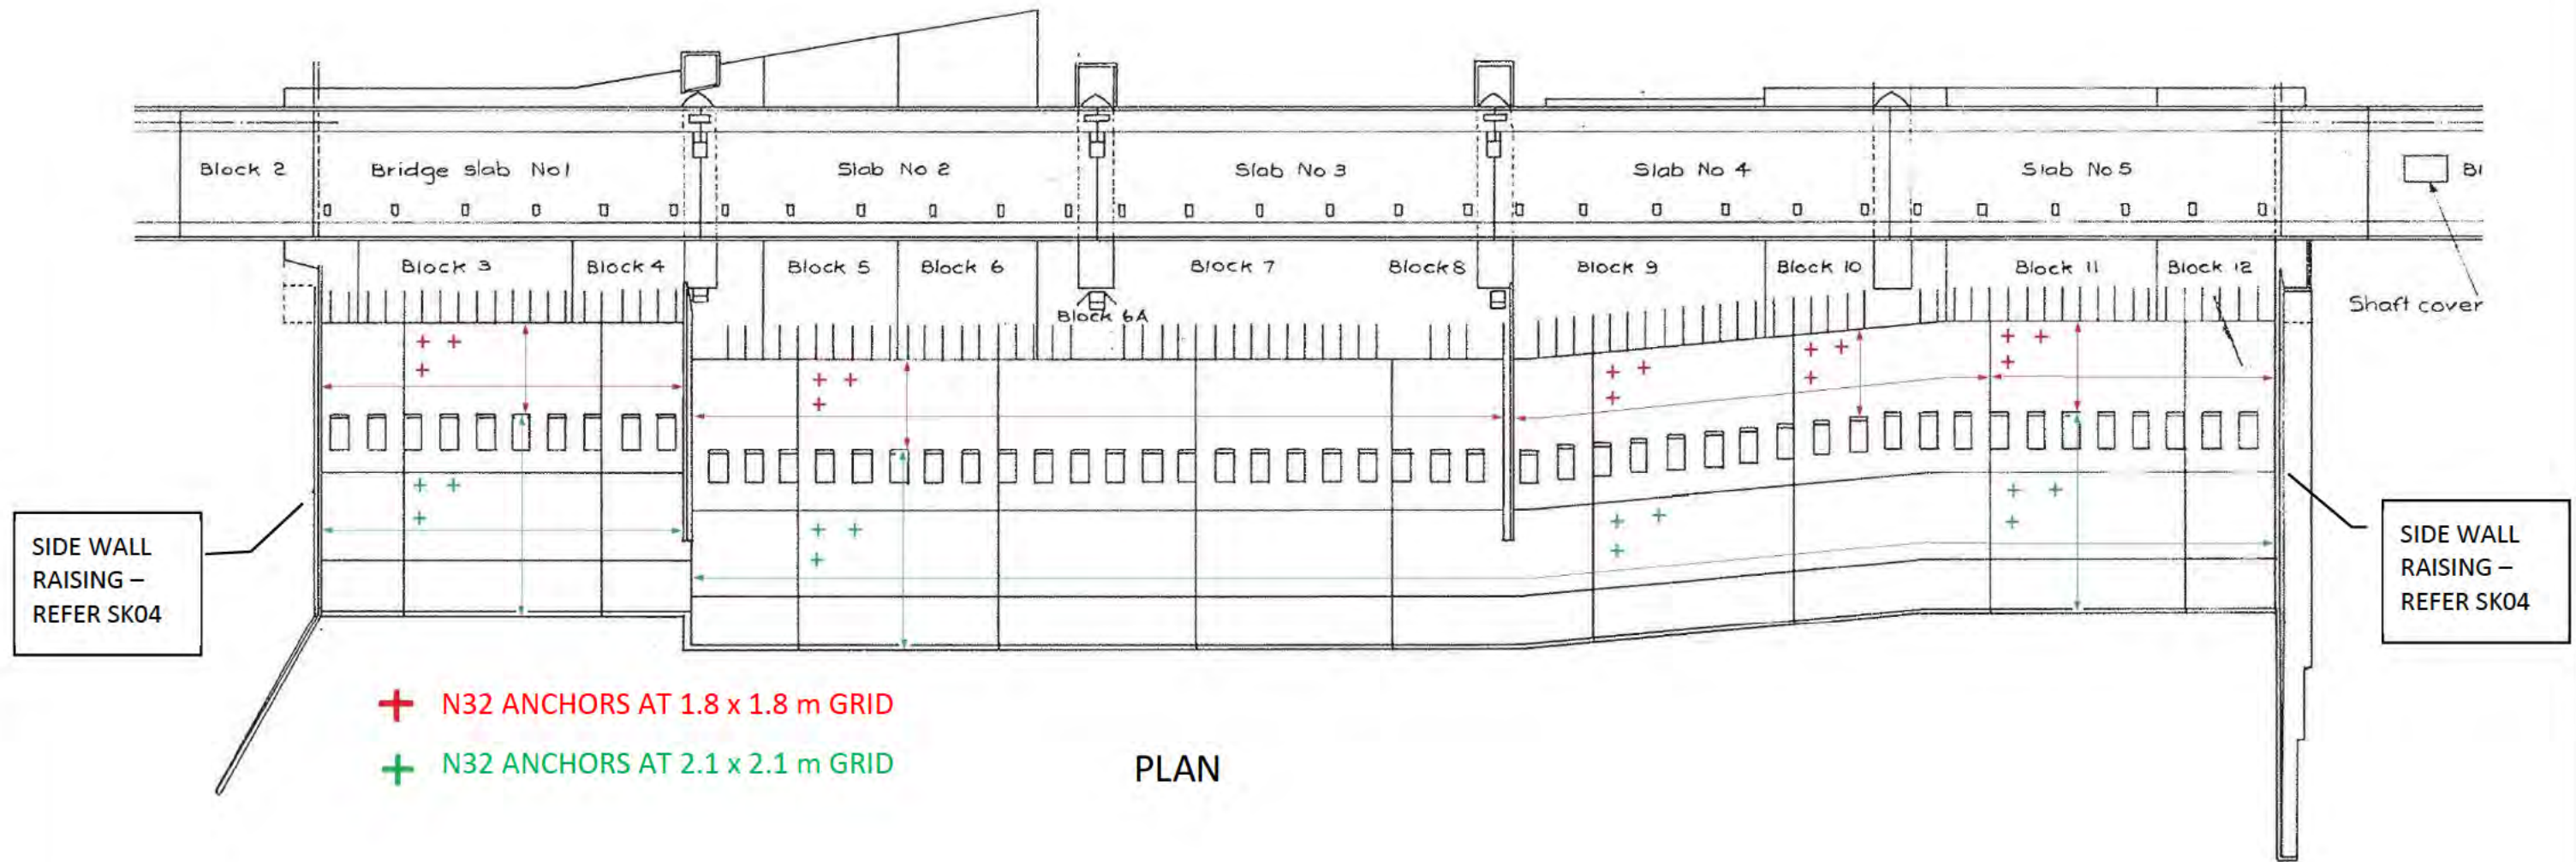 Block 2
Bridge slab No1
Slab No 2
Slab No 3
Slab No 4
Slab No 5
Bl
Block 3
Block 4
Block 5
Block 6
Block 7
Block 8
Block 9
Block 10
Block 11
Block 12
Block 6A
Shaft cover
SIDE WALL
RAISING –
REFER SK04
SIDE WALL
RAISING –
REFER SK04
N32 ANCHORS AT 1.8 x 1.8 m GRID
N32 ANCHORS AT 2.1 x 2.1 m GRID
PLAN